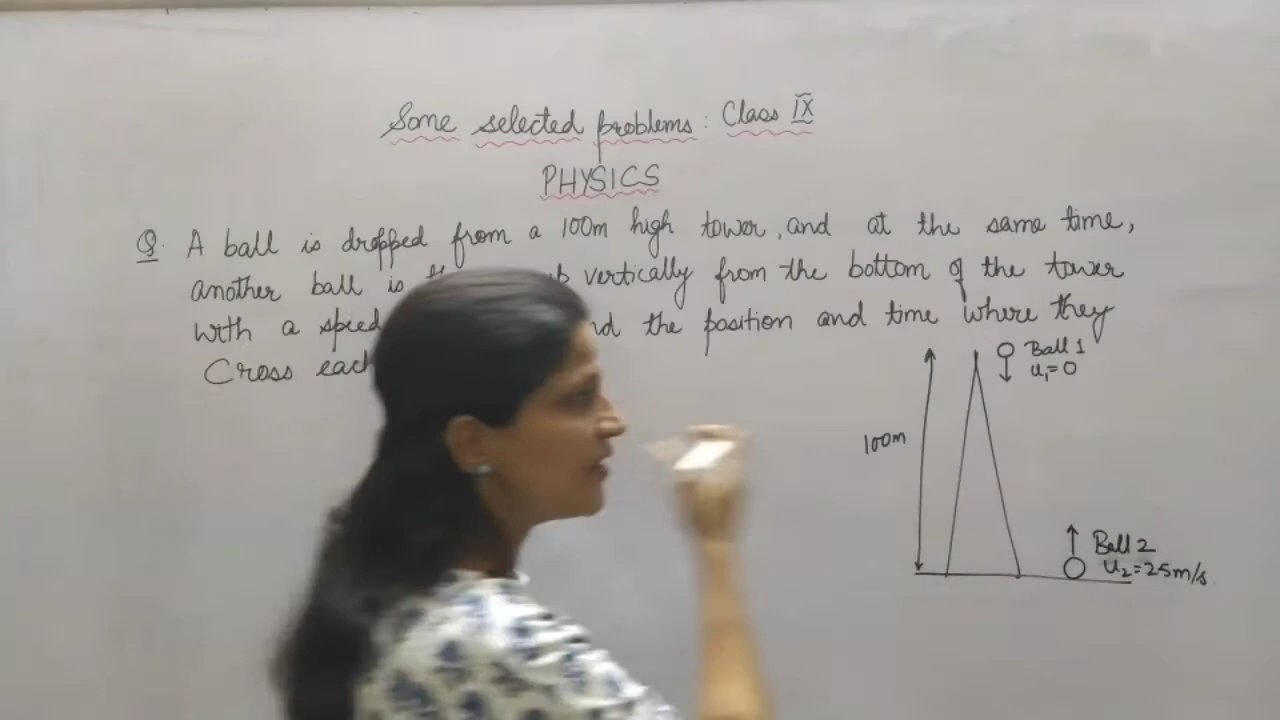 Some selected problems: Class IX
PHYSICS
Q. A ball is dropped from a 100m high tower, and at the same time,
another ball is vertically from the bottom of the tower
with a speed the position and time where they
Cross each
Ball 1
u₁=0
100m
Ball 2
u₂=25m/s